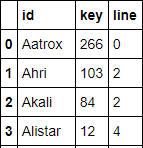 id key line
0 Aatrox 266 0
1 Ahri 103 2
2 Akali 84 2
3 Alistar 12 4